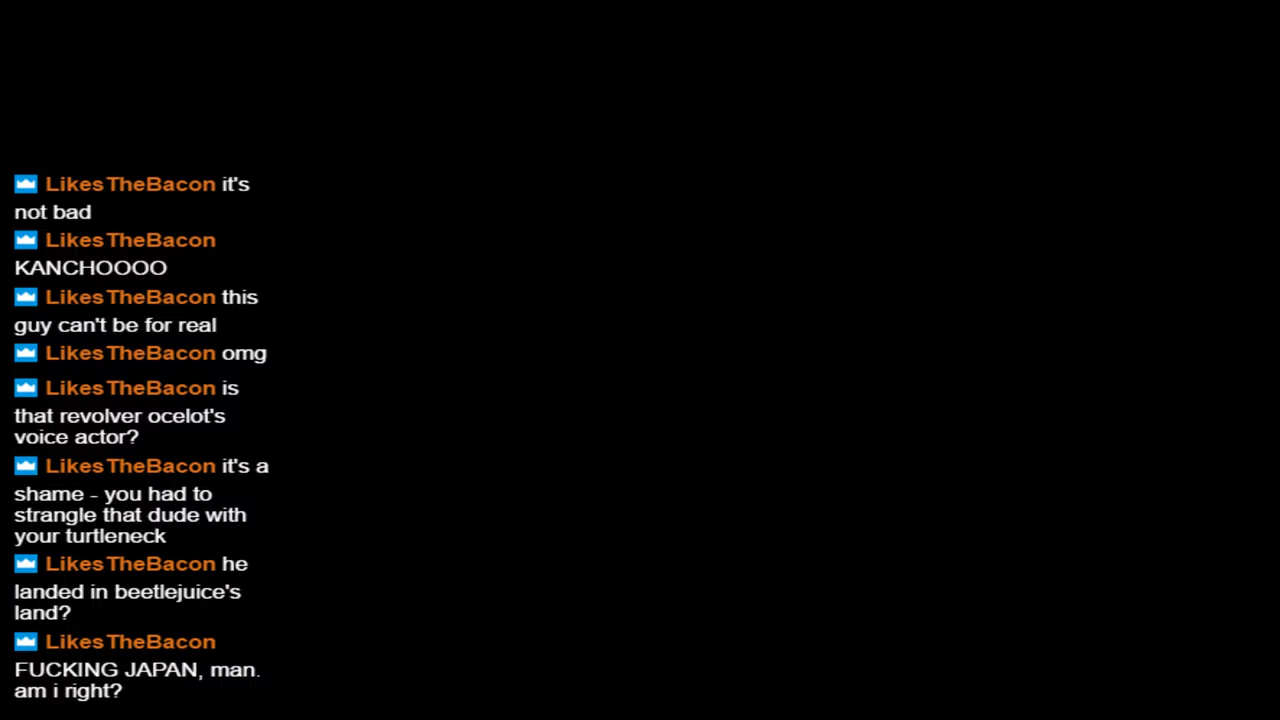 LikesTheBacon it's
not bad
LikesTheBacon
KANCHOOOO
LikesTheBacon this
guy can't be for real
LikesTheBacon omg
LikesTheBacon is
that revolver ocelot's
voice actor?
LikesTheBacon it's a
shame - you had to
strangle that dude with
your turtleneck
LikesTheBacon he
landed in beetlejuice's
land?
LikesTheBacon
FUCKING JAPAN, man.
am i right?